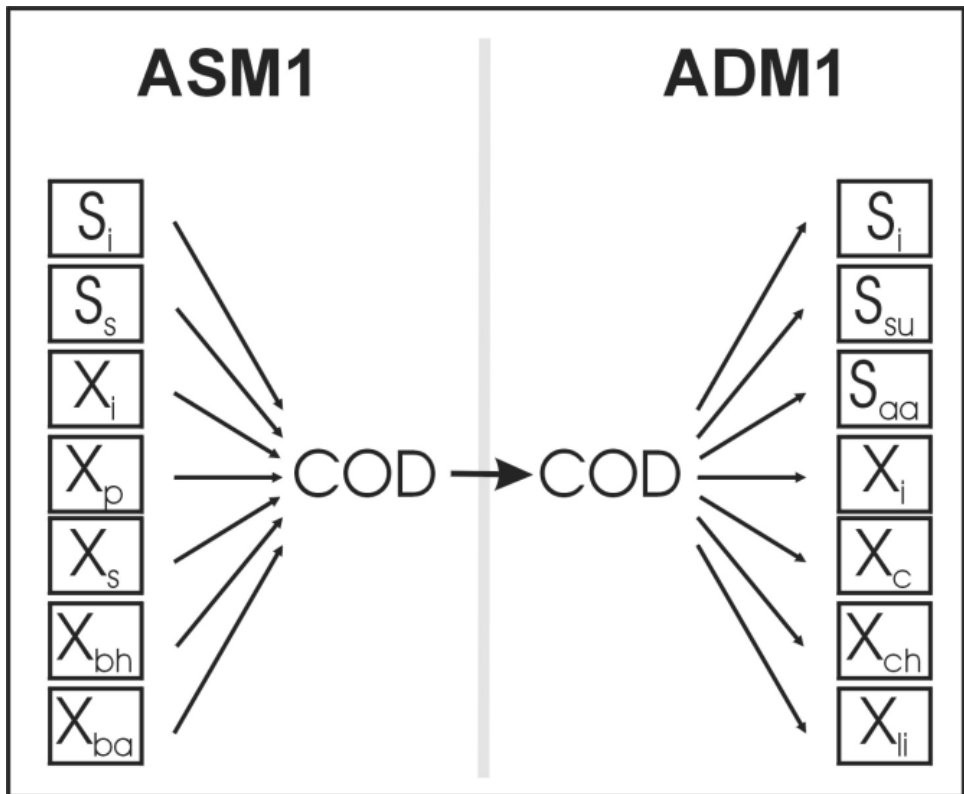 ASM1
ADM1
Si
Ss
Xi
Xp
Xs
Xbh
Xba
COD
COD
Si
Ssu
Saa
Xi
Xc
Xch
Xli